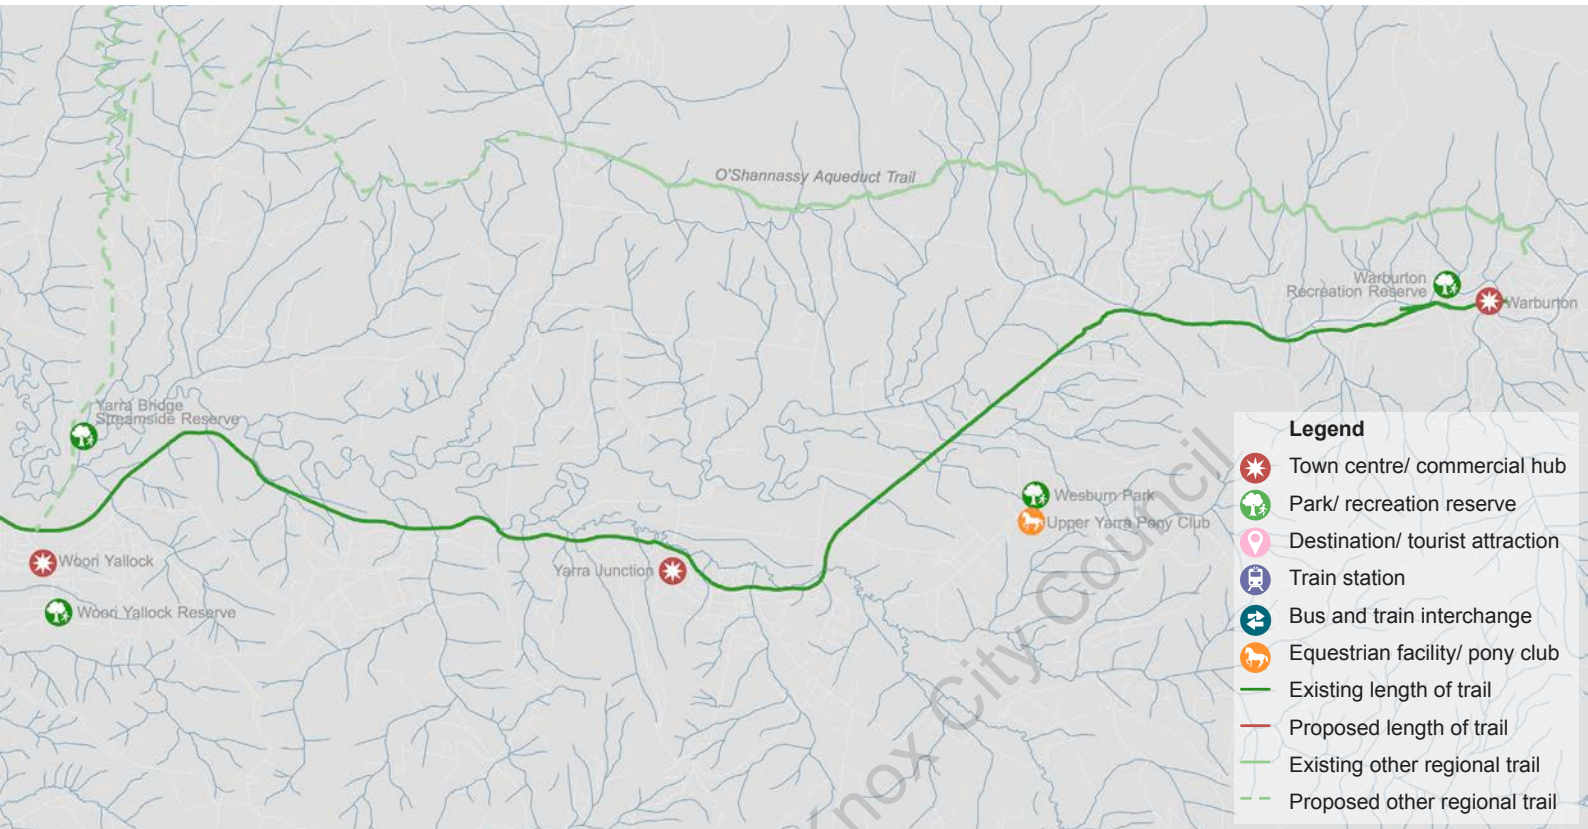 O'Shannassy Aqueduct Trail
Warburton
Recreation Reserve
Warburton
Yarra Bridge
Streamside Reserve
Wesburn Park
Upper Yarra Pony Club
Woori Yallock
Yarra Junction
Woori Yallock Reserve
Knox City Council
Legend
Town centre/ commercial hub
Park/ recreation reserve
Destination/ tourist attraction
Train station
Bus and train interchange
Equestrian facility/ pony club
Existing length of trail
Proposed length of trail
Existing other regional trail
Proposed other regional trail